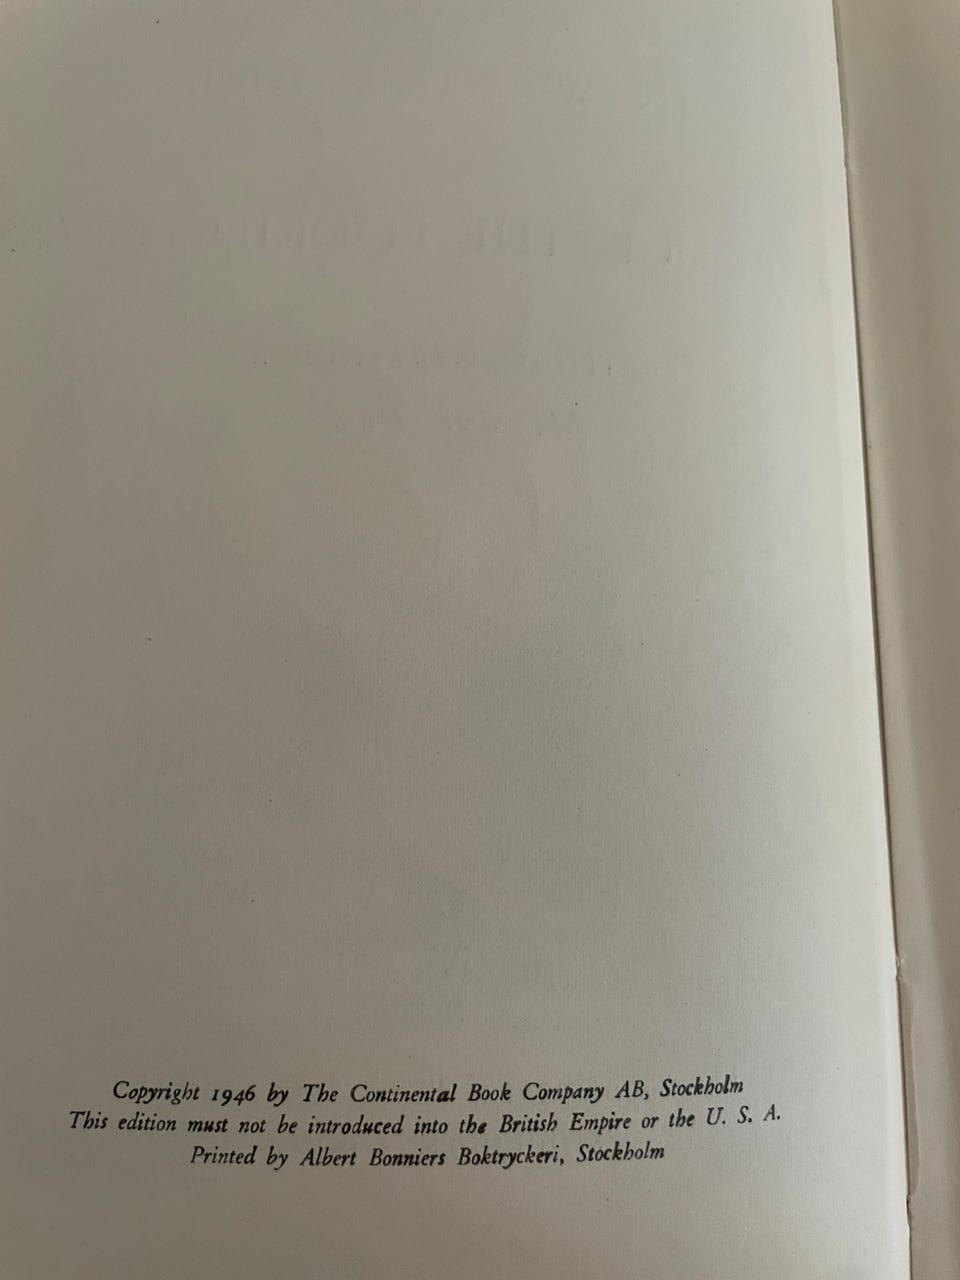 Copyright 1946 by The Continental Book Company AB, Stockholm
This edition must not be introduced into the British Empire or the U. S. A.
Printed by Albert Bonniers Boktryckeri, Stockholm